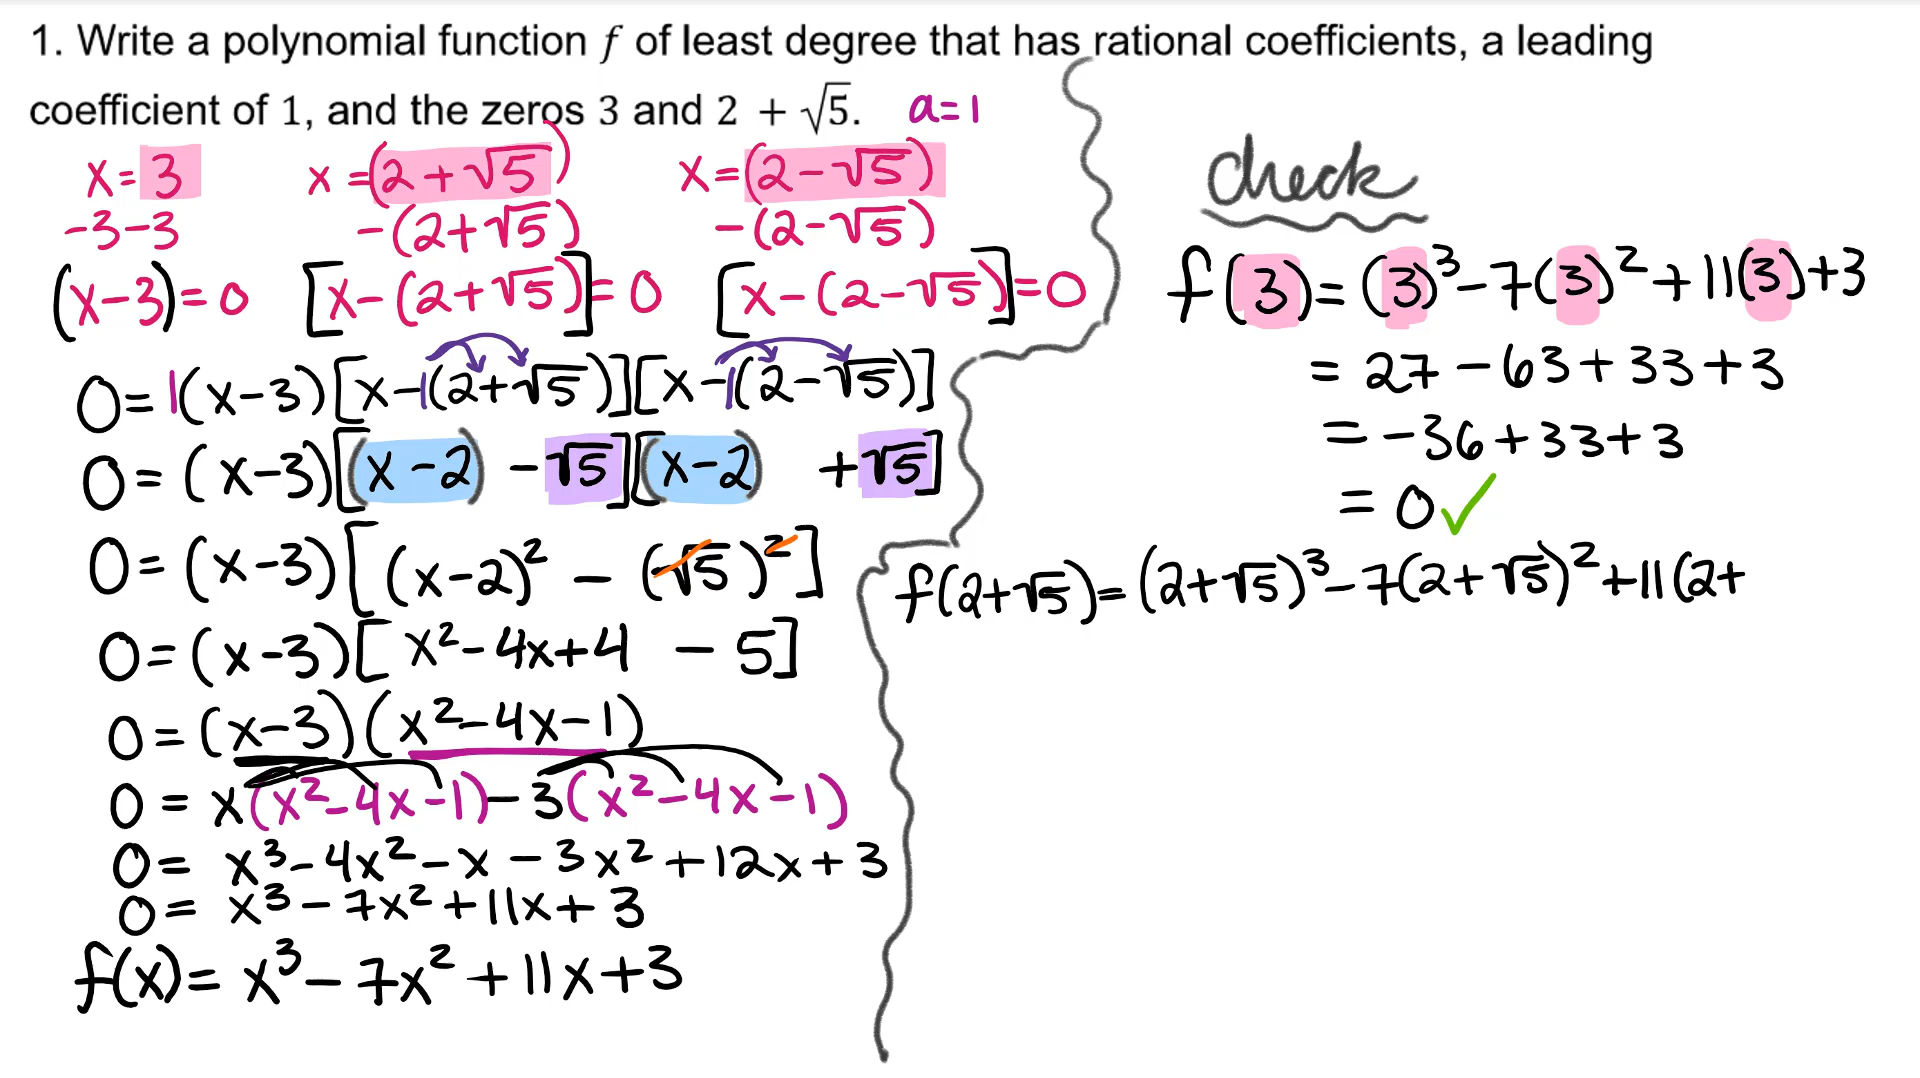 1. Write a polynomial function f of least degree that has rational coefficients, a leading
coefficient of 1, and the zeros 3 and 2 + √5. a=1
x=3 x=(2+√5) x=(2-√5)
-3-3 -(2+√5) -(2-√5)
(x-3)=0 [x-(2+√5)]=0 [x-(2-√5)]=0
0=1(x-3)[x-1(2+√5)][x-1(2-√5)]
0=(x-3)[(x-2)-√5][(x-2)+√5]
0=(x-3)[(x-2)²-(√5)²]
0=(x-3)[x²-4x+4-5]
0=(x-3)(x²-4x-1)
0=x(x²-4x-1)-3(x²-4x-1)
0=x³-4x²-x-3x²+12x+3
0=x³-7x²+11x+3
f(x)=x³-7x²+11x+3
check
f(3)=(3)³-7(3)²+11(3)+3
=27-63+33+3
=-36+33+3
=0✓
f(2+√5)=(2+√5)³-7(2+√5)²+11(2+